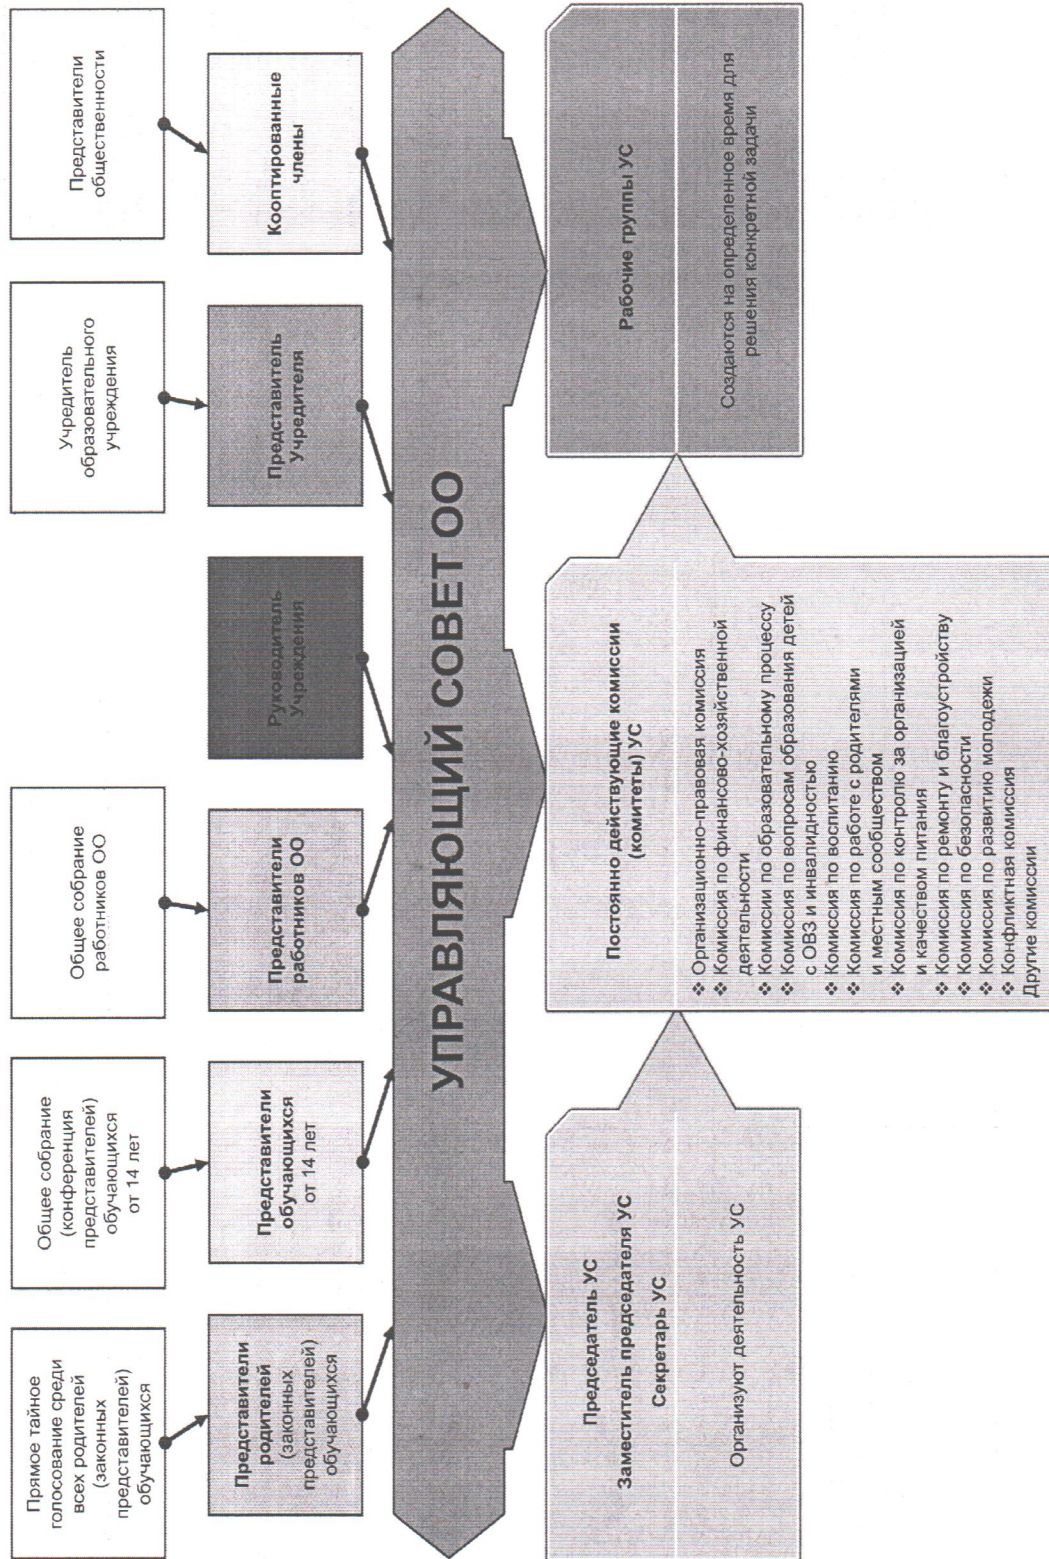 Прямое тайное
голосование среди
всех родителей
(законных
представителей)
обучающихся
Общее собрание
(конференция
представителей)
обучающихся
от 14 лет
Общее собрание
работников ОО
Учредитель
образовательного
учреждения
Представители
общественности
Представители
родителей
(законных
представителей)
обучающихся
Представители
обучающихся
от 14 лет
Представители
работников ОО
Руководитель
Учреждения
Представитель
Учредителя
Кооптированные
члены
УПРАВЛЯЮЩИЙ СОВЕТ ОО
Председатель УС
Заместитель председателя УС
Секретарь УС
Организуют деятельность УС
Постоянно действующие комиссии
(комитеты) УС
❖ Организационно-правовая комиссия
❖ Комиссия по финансово-хозяйственной
деятельности
❖ Комиссии по образовательному процессу
❖ Комиссия по вопросам образования детей
с ОВЗ и инвалидностью
❖ Комиссия по воспитанию
❖ Комиссия по работе с родителями
и местным сообществом
❖ Комиссия по контролю за организацией
и качеством питания
❖ Комиссия по ремонту и благоустройству
❖ Комиссия по безопасности
❖ Комиссия по развитию молодежи
❖ Конфликтная комиссия
Другие комиссии
Рабочие группы УС
Создаются на определенное время для
решения конкретной задачи